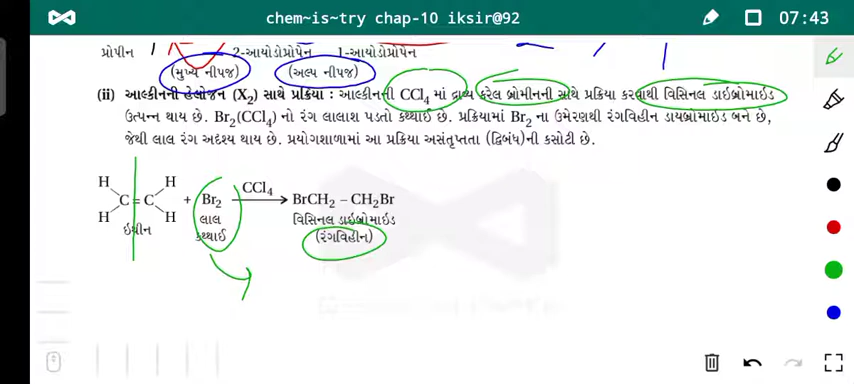 chem~is~try chap-10 iksir@92
07:43
પ્રોપીન 2-આયોડોપ્રોપેન 1-આયોડોપ્રોપેન
(મુખ્ય નીપજ) (અલ્પ નીપજ)
(ii) આલ્કીનની હેલોજન (X₂) સાથે પ્રક્રિયા : આલ્કીનની CCl₄ માં દ્રાવ્ય કરેલ બ્રોમીનની સાથે પ્રક્રિયા કરવાથી વિસિનલ ડાઇબ્રોમાઇડ
ઉત્પન્ન થાય છે. Br₂(CCl₄) નો રંગ લાલાશ પડતો કથ્થાઈ છે. પ્રક્રિયામાં Br₂ ના ઉમેરણથી રંગવિહીન ડાયબ્રોમાઇડ બને છે,
જેથી લાલ રંગ અદૃશ્ય થાય છે. પ્રયોગશાળામાં આ પ્રક્રિયા અસંતૃપ્તતા (દ્વિબંધ)ની કસોટી છે.
H H
C = C + Br₂ CCl₄ → BrCH₂ – CH₂Br
H H લાલ વિસિનલ ડાઇબ્રોમાઇડ
ઇથીન કથ્થાઈ (રંગવિહીન)